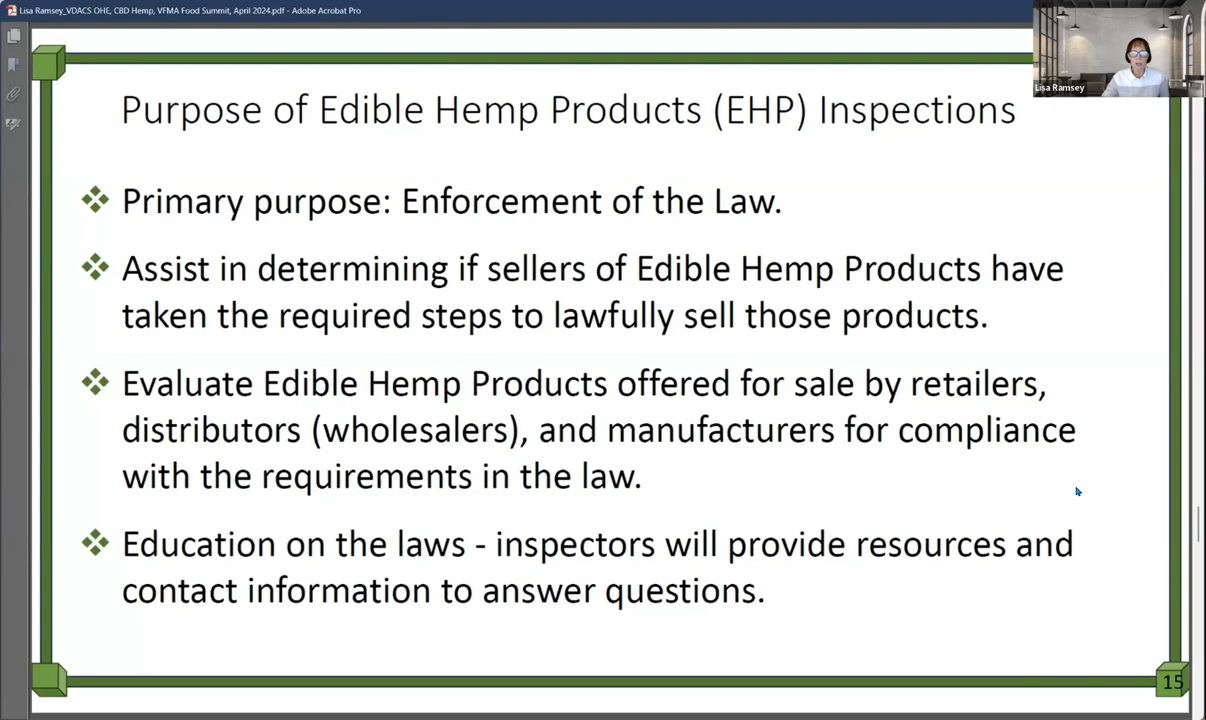 Lisa Ramsey_VDACS OHE, CBD Hemp, VFMA Food Summit, April 2024.pdf - Adobe Acrobat Pro
Lisa Ramsey
Purpose of Edible Hemp Products (EHP) Inspections
Primary purpose: Enforcement of the Law.
Assist in determining if sellers of Edible Hemp Products have
taken the required steps to lawfully sell those products.
Evaluate Edible Hemp Products offered for sale by retailers,
distributors (wholesalers), and manufacturers for compliance
with the requirements in the law.
Education on the laws - inspectors will provide resources and
contact information to answer questions.
15